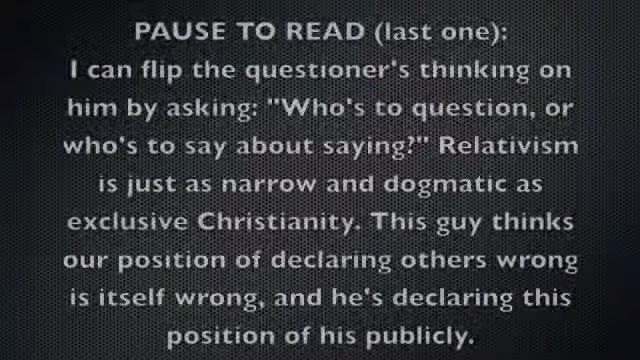 PAUSE TO READ (last one):
I can flip the questioner's thinking on
him by asking: "Who's to question, or
who's to say about saying?" Relativism
is just as narrow and dogmatic as
exclusive Christianity. This guy thinks
our position of declaring others wrong
is itself wrong, and he's declaring this
position of his publicly.